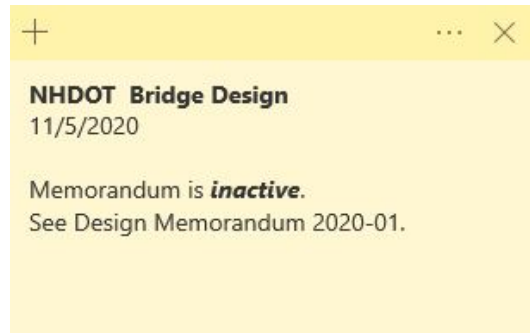 NHDOT Bridge Design
11/5/2020
Memorandum is inactive.
See Design Memorandum 2020-01.